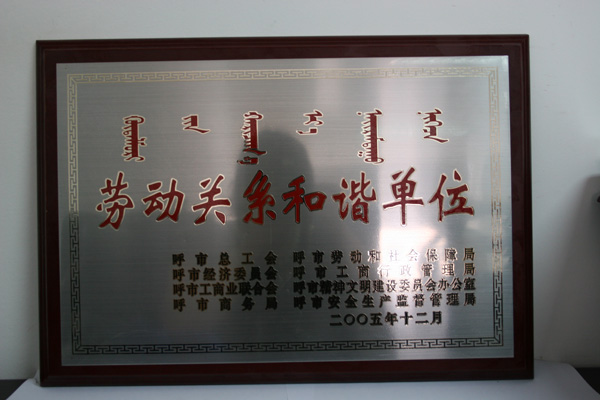 劳动关系和谐单位
呼市总工会 呼市劳动和社会保障局
呼市经济委员会 呼市工商行政管理局
呼市工商业联合会 呼市精神文明建设委员会办公室
呼市商务局 呼市安全生产监督管理局
二〇〇五年十二月